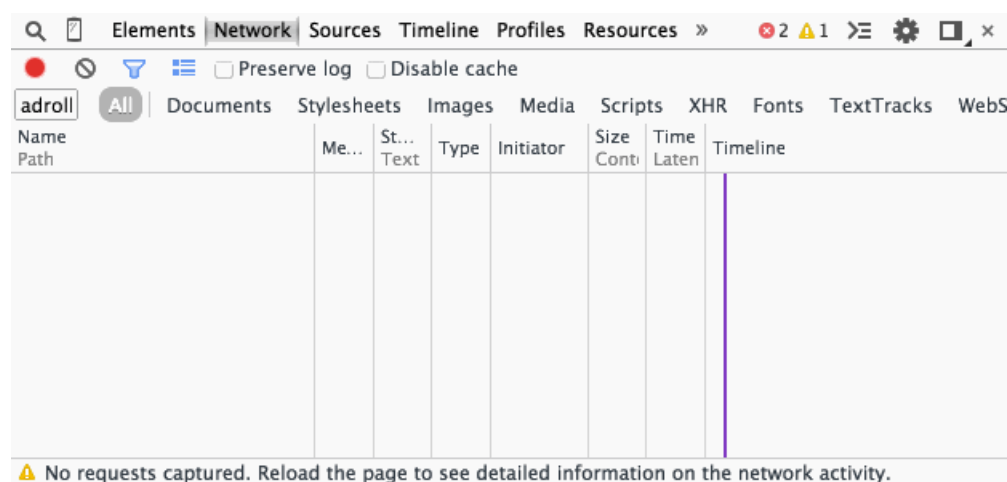 Elements Network Sources Timeline Profiles Resources » 2 1
Preserve log Disable cache
adroll All Documents Stylesheets Images Media Scripts XHR Fonts TextTracks WebS
Name Me... St... Type Initiator Size Time Timeline
Path Text Conte Laten
No requests captured. Reload the page to see detailed information on the network activity.